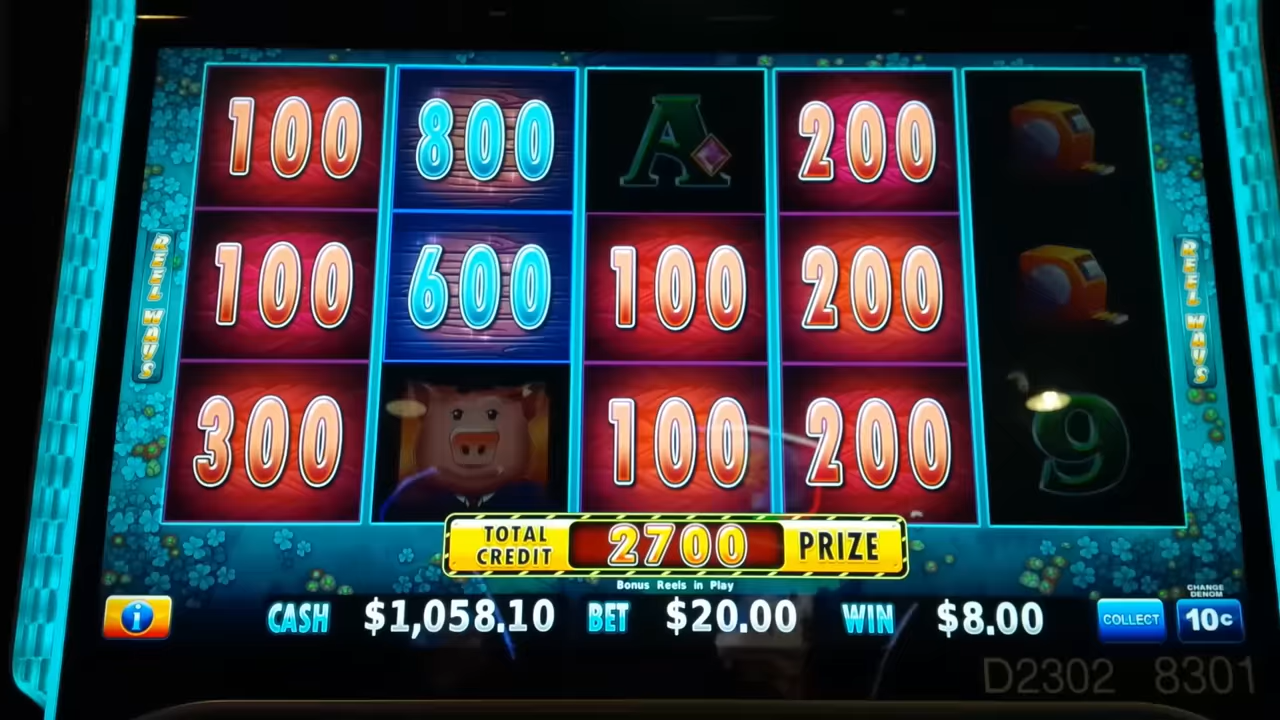 100 800 A 200
100 600 100 200
300 100 200 9
REEL WAYS
REEL WAYS
TOTAL CREDIT 2700 PRIZE
Bonus Reels in Play
i CASH $1,058.10 BET $20.00 WIN $8.00 COLLECT
CHANGE DENOM
10¢
D2302 8301